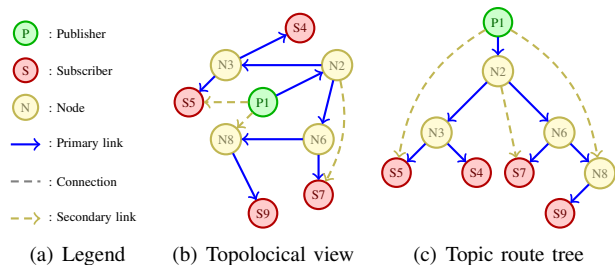 P : Publisher
S : Subscriber
N : Node
: Primary link
: Connection
: Secondary link
(a) Legend
S4
N3
N2
S5
P1
N8
N6
S7
S9
(b) Topolocical view
P1
N2
N3
N6
S5
S4
S7
N8
S9
(c) Topic route tree